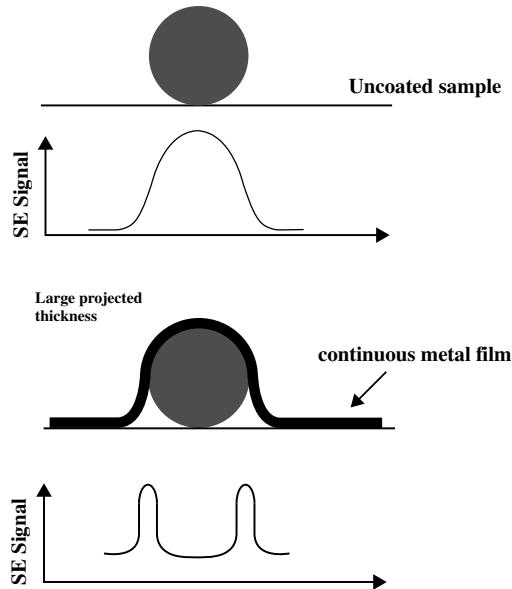 Uncoated sample
SE Signal
Large projected
thickness
continuous metal film
SE Signal